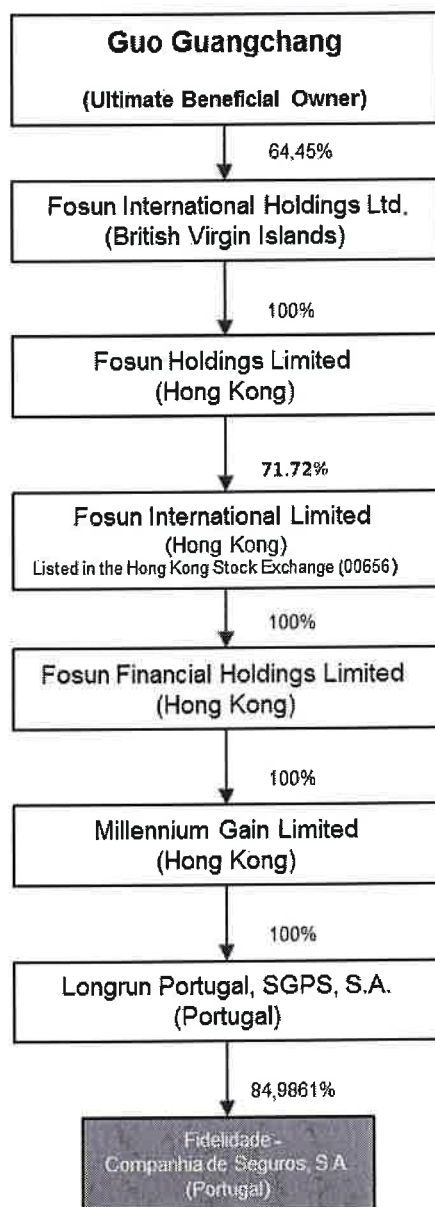 Guo Guangchang
(Ultimate Beneficial Owner)
64,45%
Fosun International Holdings Ltd.
(British Virgin Islands)
100%
Fosun Holdings Limited
(Hong Kong)
71.72%
Fosun International Limited
(Hong Kong)
Listed in the Hong Kong Stock Exchange (00656)
100%
Fosun Financial Holdings Limited
(Hong Kong)
100%
Millennium Gain Limited
(Hong Kong)
100%
Longrun Portugal, SGPS, S.A.
(Portugal)
84,9861%
Fidelidade -
Companhia de Seguros, S.A
(Portugal)